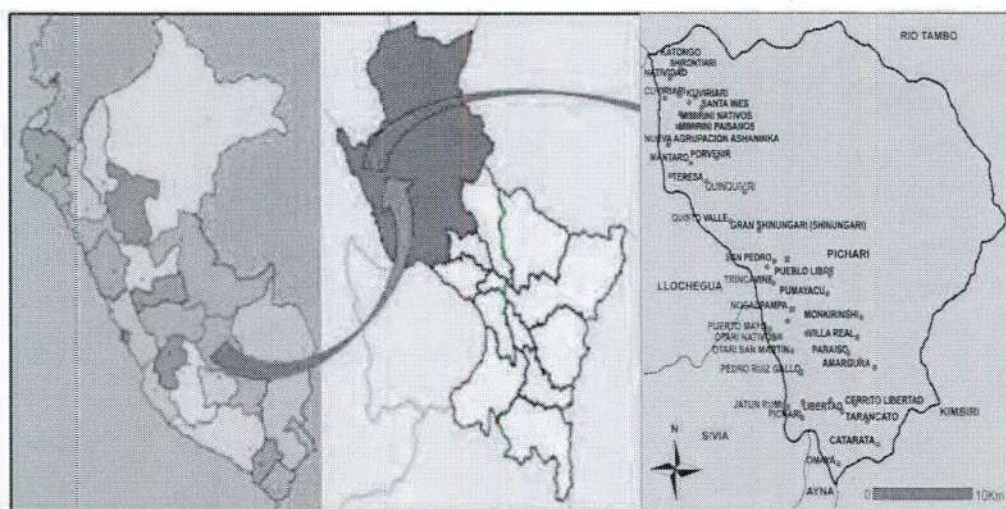 RIO TAMBO
KATONGO
SHIRONTIARI
NATIVIDAD
CUVIRIARI
KUVIRIARI
SANTA INES
MIMIRINI NATIVOS
MIMIRINI PAISANOS
NUEVA AGRUPACION ASHANINKA
MANTARO
PORVENIR
TERESA
QUINQUIVIRI
QUISTO VALLE
GRAN SHINUNGARI (SHINUNGARI)
SAN PEDRO
PICHARI
PUEBLO LIBRE
TRINCAVINE
LLOCHEGUA
PUMAYACU
NOGALPAMPA
MONKIRINSHI
PUERTO MAYO
OTARI NATIVOS
VILLA REAL
OTARI SAN MARTIN
PARAISO
AMARGURA
PEDRO RUIZ GALLO
JATUN RUMI
LIBERTAD
CERRITO LIBERTAD
PICHARI
TARANCATO
KIMBIRI
N
SIVIA
CATARATA
OMAYA
AYNA
0 10Km